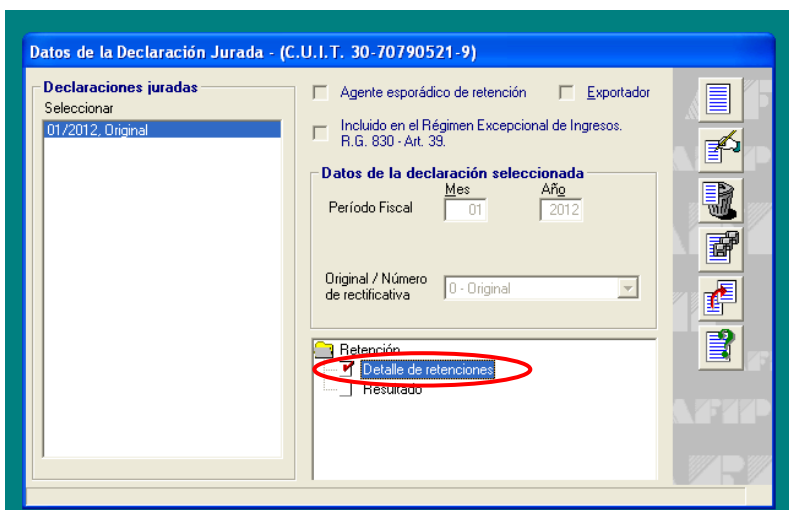 Datos de la Declaración Jurada - (C.U.I.T. 30-70790521-9)
Declaraciones juradas
Seleccionar
01/2012, Original
Agente esporádico de retención
Exportador
Incluido en el Régimen Excepcional de Ingresos.
R.G. 830 - Art. 39.
Datos de la declaración seleccionada
Mes
Año
Período Fiscal
01
2012
Original / Número
de rectificativa
0 - Original
Retención
Detalle de retenciones
Resultado
AFIP